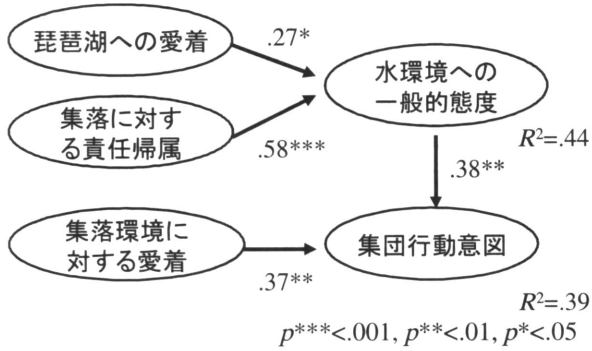 琵琶湖への愛着
.27*
水環境への
一般的態度
集落に対す
る責任帰属
.58***
R²=.44
.38**
集落環境に
対する愛着
集団行動意図
.37**
R²=.39
p***<.001, p**<.01, p*<.05